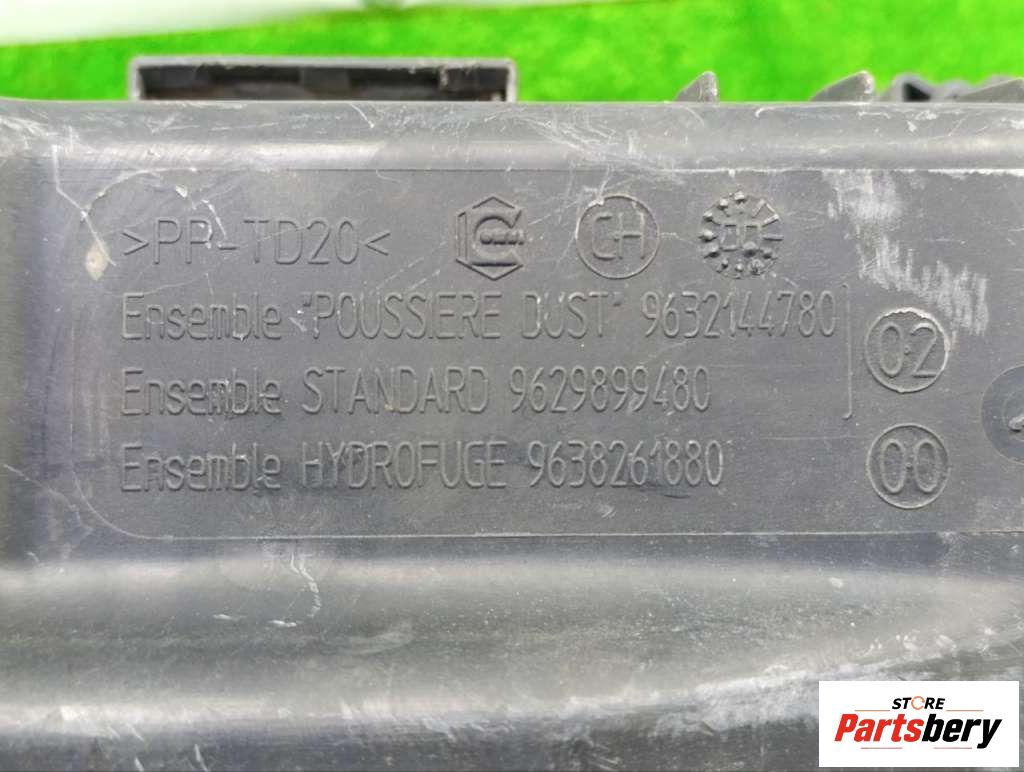 >PP-TD20< CH
Ensemble "POUSSIERE DUST" 9632144780
02
Ensemble STANDARD 9629899480
Ensemble HYDROFUGE 9638261880
00
STORE
Partsbery